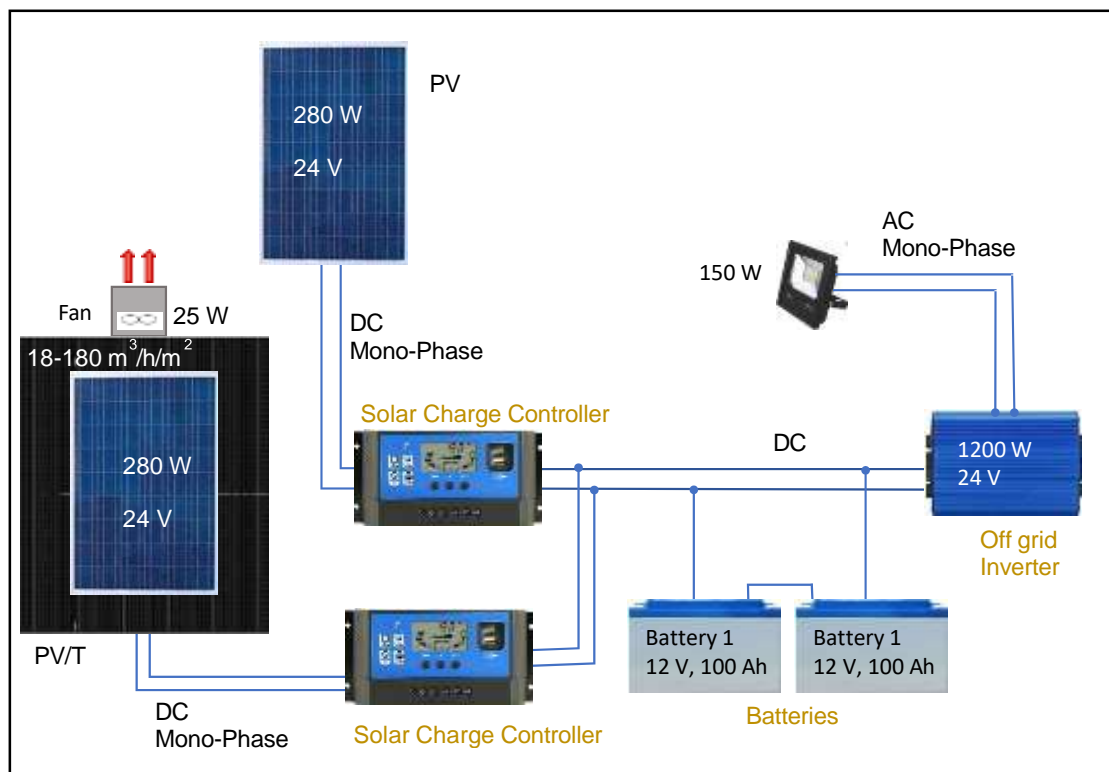 PV
280 W
24 V
AC
Mono-Phase
150 W
Fan
25 W
DC
Mono-Phase
18-180 m³/h/m²
Solar Charge Controller
280 W
24 V
DC
1200 W
24 V
Off grid
Inverter
PV/T
Battery 1
12 V, 100 Ah
Battery 1
12 V, 100 Ah
DC
Mono-Phase
Solar Charge Controller
Batteries